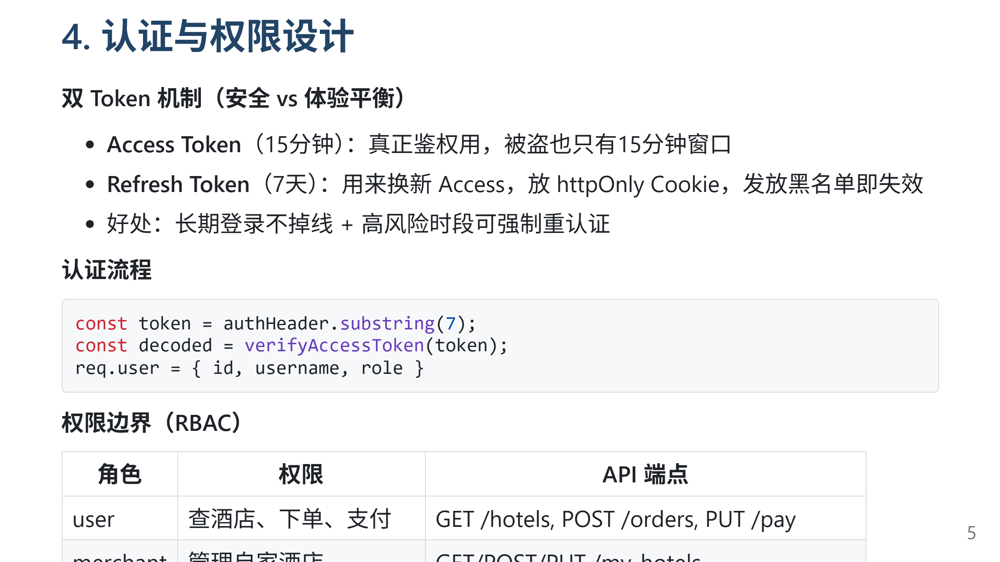 4. 认证与权限设计
双 Token 机制（安全 vs 体验平衡）
• Access Token（15分钟）：真正鉴权用，被盗也只有15分钟窗口
• Refresh Token（7天）：用来换新 Access，放 httpOnly Cookie，发放黑名单即失效
• 好处：长期登录不掉线 + 高风险时段可强制重认证
认证流程
const token = authHeader.substring(7);
const decoded = verifyAccessToken(token);
req.user = { id, username, role }
权限边界（RBAC）
角色 权限 API 端点
user 查酒店、下单、支付 GET /hotels, POST /orders, PUT /pay
5
merchant 管理自家酒店 GET/POST/PUT /my-hotels